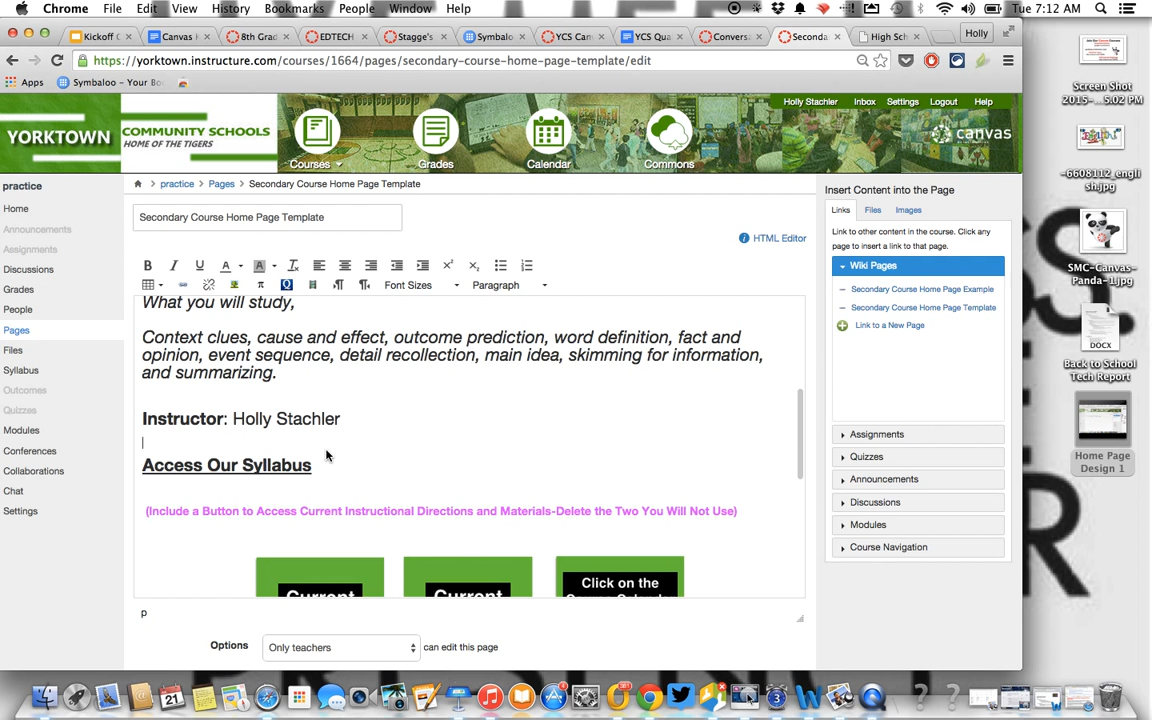 Chrome File Edit View History Bookmarks People Window Help Tue 7:12 AM
Kickoff C Canvas H 8th Grad EDTECH Stagge's Symbalo YCS Can YCS Qua Convers Seconda High Sch Holly
https://yorktown.instructure.com/courses/1664/pages/secondary-course-home-page-template/edit
Apps Symbaloo - Your Bo
YORKTOWN COMMUNITY SCHOOLS
HOME OF THE TIGERS
Courses Grades Calendar Commons
Holly Stachler Inbox Settings Logout Help
canvas
practice
Home
Announcements
Assignments
Discussions
Grades
People
Pages
Files
Syllabus
Outcomes
Quizzes
Modules
Conferences
Collaborations
Chat
Settings
practice > Pages > Secondary Course Home Page Template
Secondary Course Home Page Template
HTML Editor
Font Sizes Paragraph
What you will study,
Context clues, cause and effect, outcome prediction, word definition, fact and
opinion, event sequence, detail recollection, main idea, skimming for information,
and summarizing.
Instructor: Holly Stachler
Access Our Syllabus
(Include a Button to Access Current Instructional Directions and Materials-Delete the Two You Will Not Use)
Current Current Click on the
p
Options Only teachers can edit this page
Insert Content into the Page
Links Files Images
Link to other content in the course. Click any
page to insert a link to that page.
Wiki Pages
Secondary Course Home Page Example
Secondary Course Home Page Template
Link to a New Page
Assignments
Quizzes
Announcements
Discussions
Modules
Course Navigation
Screen Shot
2015-...5.02 PM
-6608112_engli
sh.jpg
SMC-Canvas-
Panda-1.jpg
DOCX
Back to School
Tech Report
Home Page
Design 1